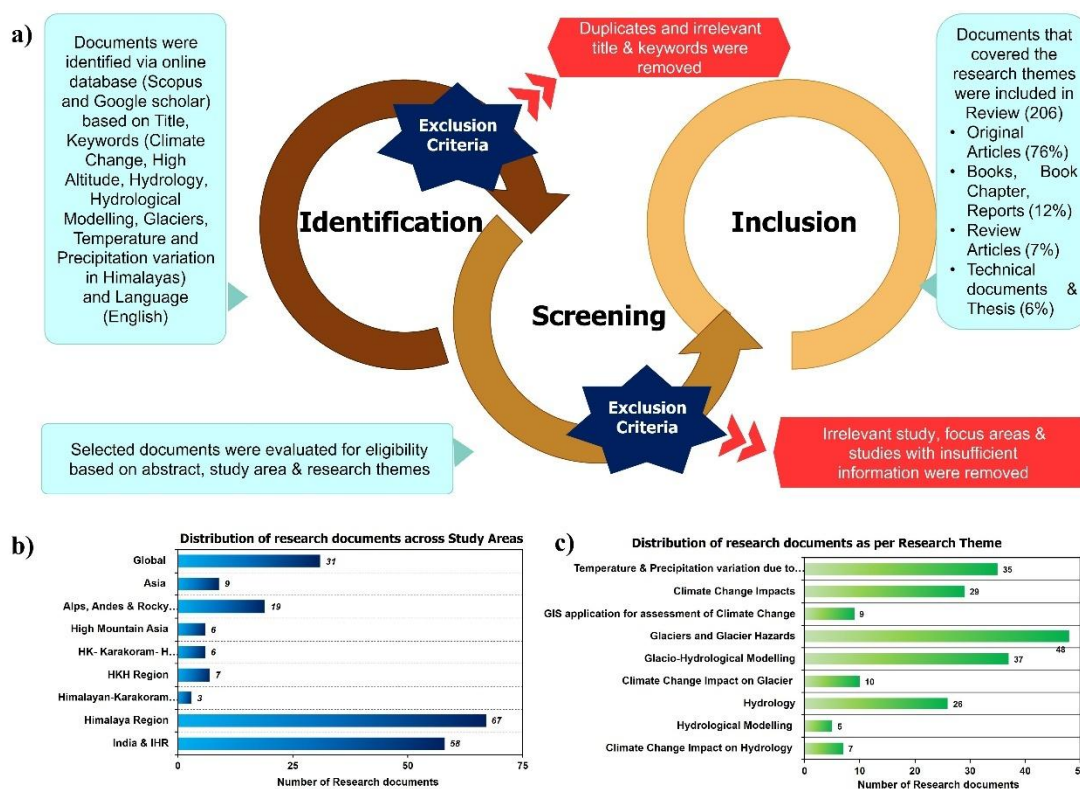 a)
Documents were
identified via online
database (Scopus
and Google scholar)
based on Title,
Keywords (Climate
Change, High
Altitude, Hydrology,
Hydrological
Modelling, Glaciers,
Temperature and
Precipitation variation
in Himalayas)
and Language
(English)
Duplicates and irrelevant
title & keywords were
removed
Exclusion
Criteria
Identification
Screening
Inclusion
Exclusion
Criteria
Documents that
covered the
research themes
were included in
Review (206)
• Original
Articles (76%)
• Books, Book
Chapter,
Reports (12%)
• Review
Articles (7%)
• Technical
documents &
Thesis (6%)
Selected documents were evaluated for eligibility
based on abstract, study area & research themes
Irrelevant study, focus areas &
studies with insufficient
information were removed
b)
Distribution of research documents across Study Areas
Global 31
Asia 9
Alps, Andes & Rocky... 19
High Mountain Asia 6
HK- Karakoram- H... 6
HKH Region 7
Himalayan-Karakoram... 3
Himalaya Region 67
India & IHR 58
0 25 50 75
Number of Research documents
c)
Distribution of research documents as per Research Theme
Temperature & Precipitation variation due to... 35
Climate Change Impacts 29
GIS application for assessment of Climate Change 9
Glaciers and Glacier Hazards 48
Glacio-Hydrological Modelling 37
Climate Change Impact on Glacier 10
Hydrology 26
Hydrological Modelling 5
Climate Change Impact on Hydrology 7
0 10 20 30 40 50
Number of Research documents